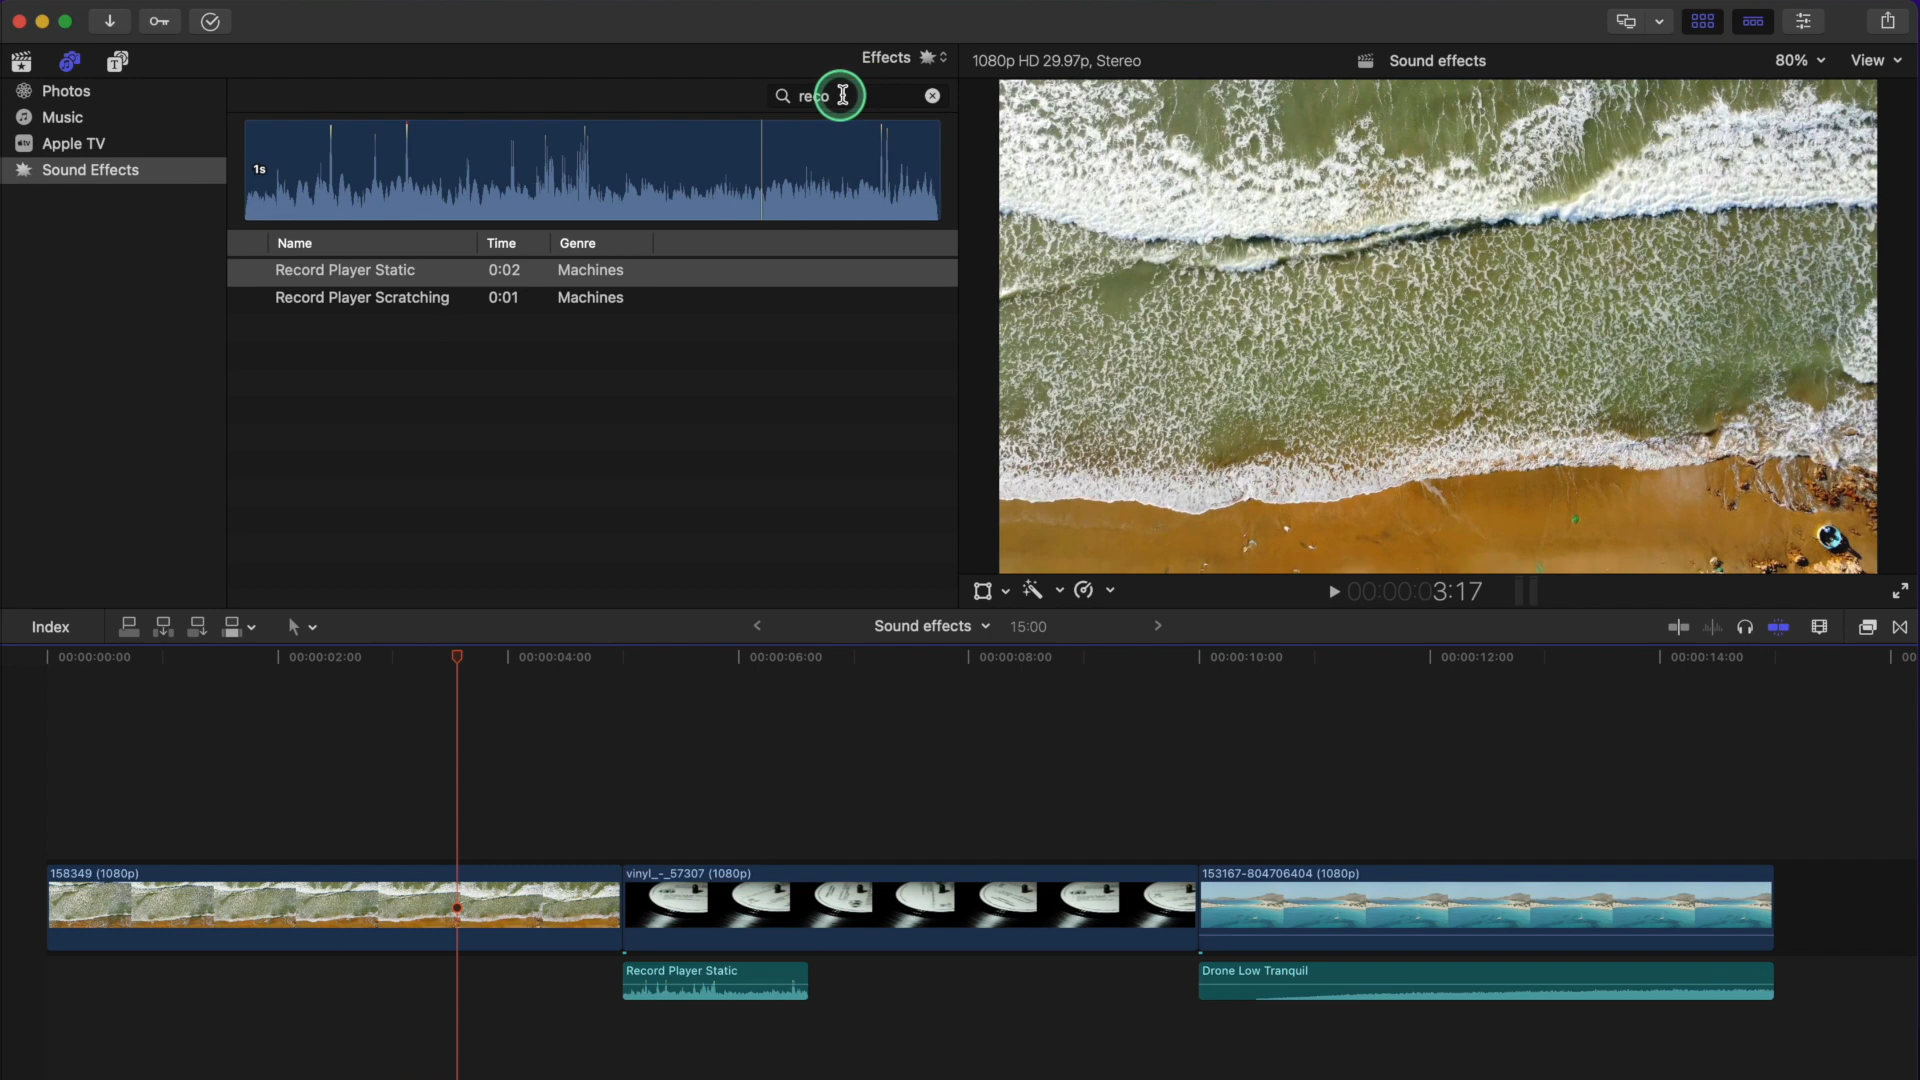 Effects
1080p HD 29.97p, Stereo
Sound effects
80%
View
Photos
Music
Apple TV
Sound Effects
reco
1s
Name Time Genre
Record Player Static 0:02 Machines
Record Player Scratching 0:01 Machines
00:00:03:17
Index
Sound effects
15:00
00:00:00:00 00:00:02:00 00:00:04:00 00:00:06:00 00:00:08:00 00:00:10:00 00:00:12:00 00:00:14:00 00
158349 (1080p)
vinyl_-_57307 (1080p)
153167-804706404 (1080p)
Record Player Static
Drone Low Tranquil